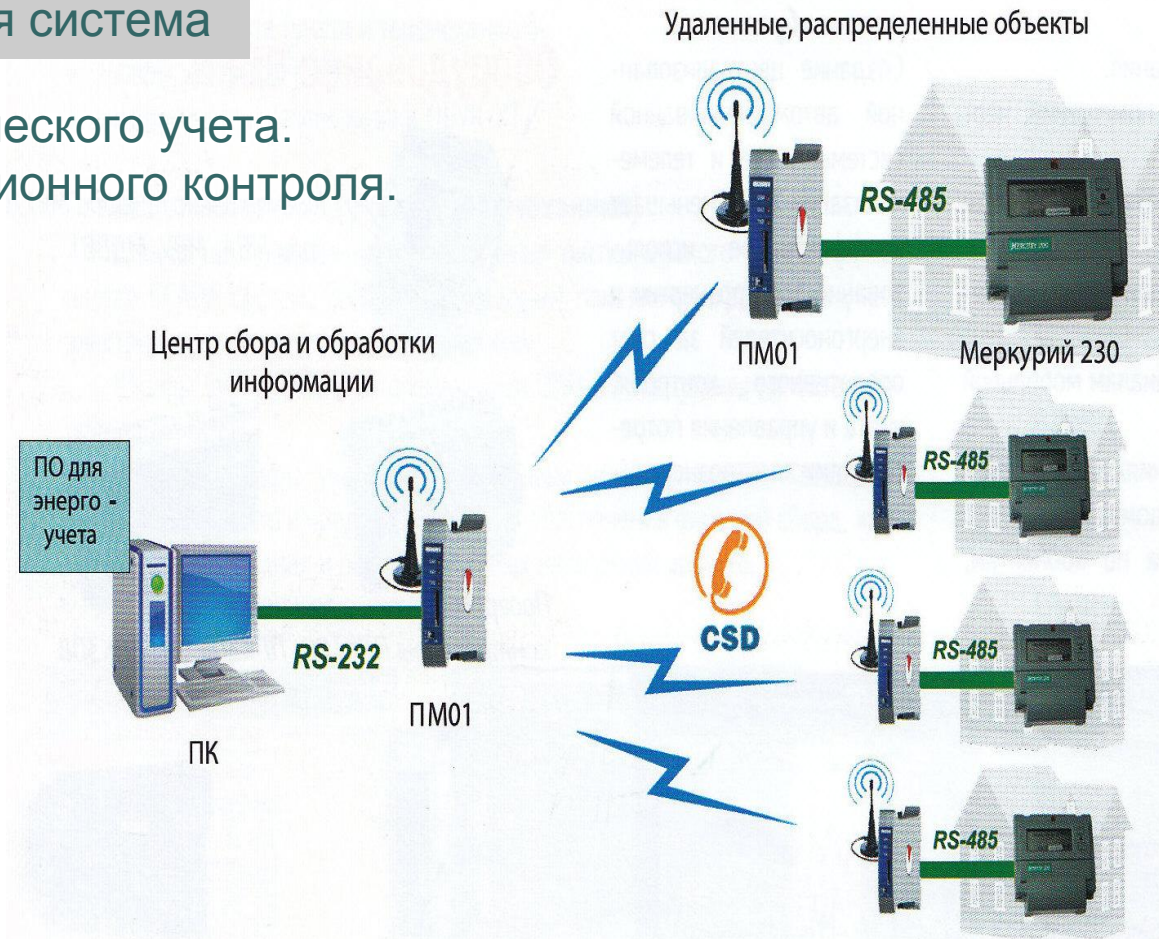 я система
еского учета.
ионного контроля.
Удаленные, распределенные объекты
RS-485
ПМ01
Меркурий 230
Центр сбора и обработки
информации
ПО для
энерго -
учета
RS-232
ПМ01
ПК
CSD
RS-485
RS-485
RS-485